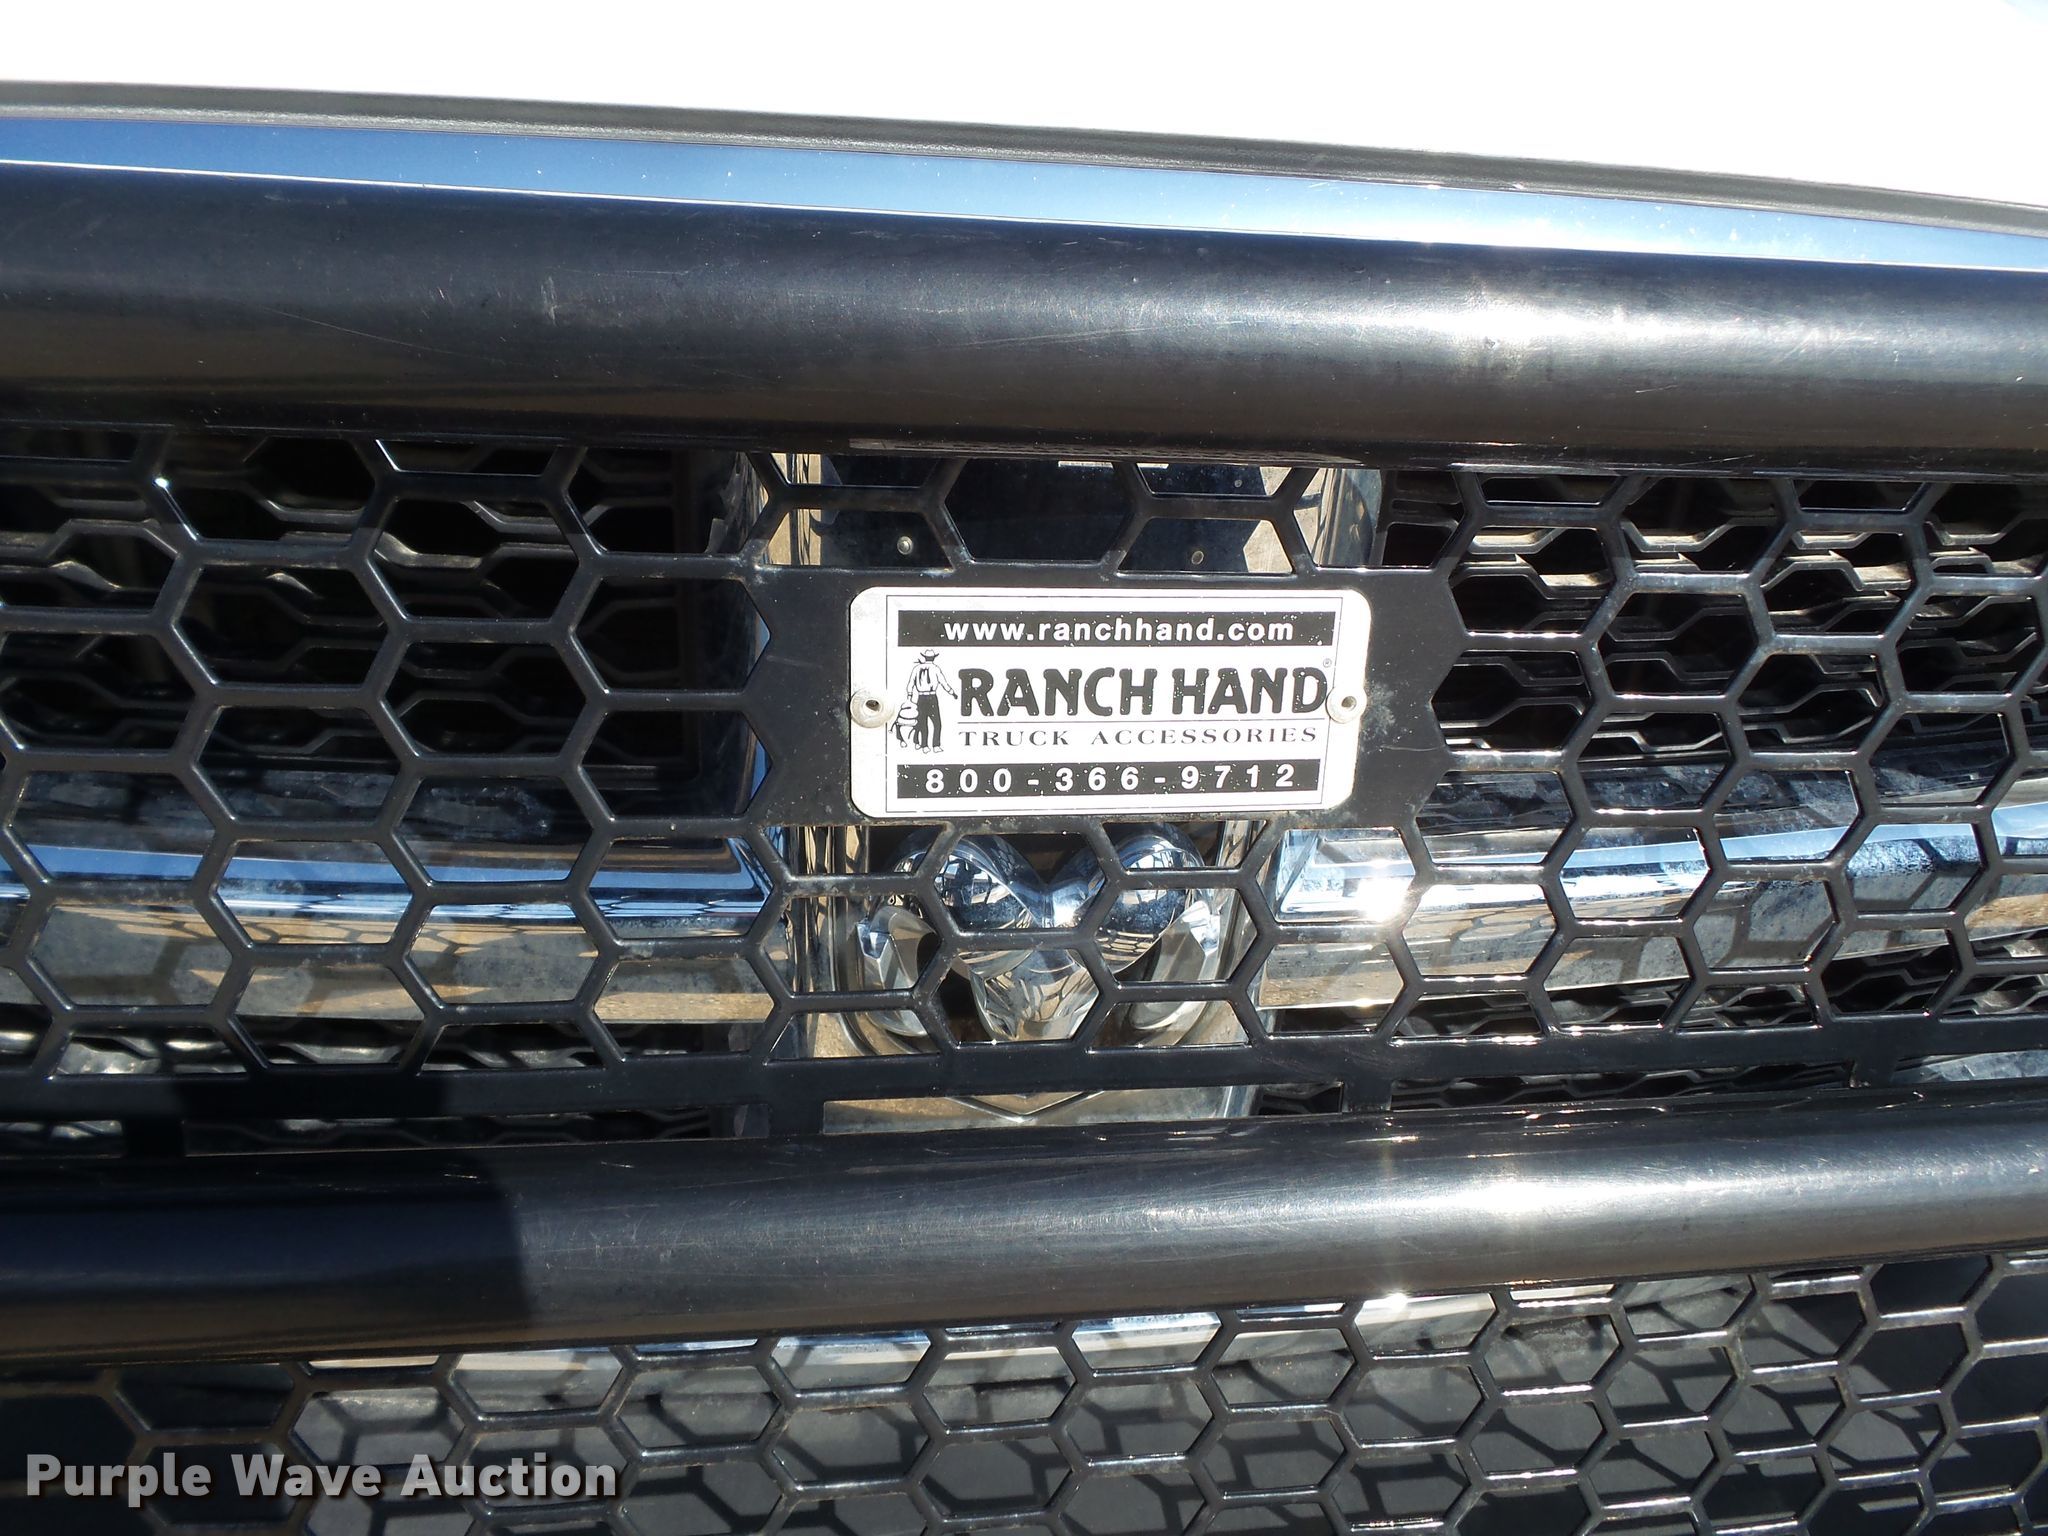 www.ranchhand.com
RANCH HAND®
TRUCK ACCESSORIES
800-366-9712
Purple Wave Auction